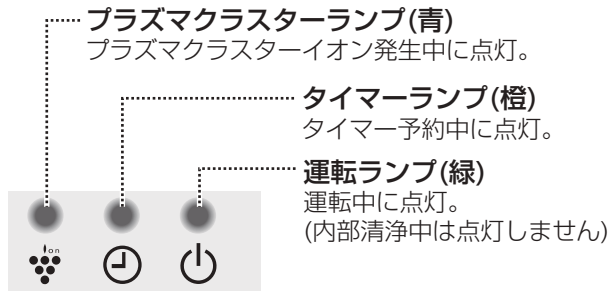 プラズマクラスターランプ(青)
プラズマクラスターイオン発生中に点灯。
タイマーランプ(橙)
タイマー予約中に点灯。
運転ランプ(緑)
運転中に点灯。
(内部清浄中は点灯しません)
ion